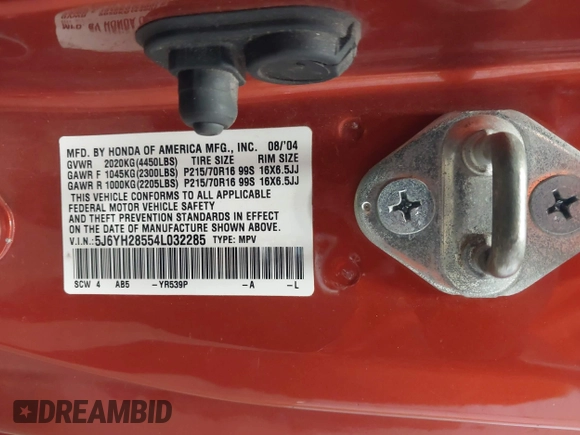 MFD. BY HONDA OF AMERICA MFG., INC. 08/'04
GVWR 2020KG(4450LBS) TIRE SIZE RIM SIZE
GAWR F 1045KG(2300LBS) P215/70R16 99S 16X6.5JJ
GAWR R 1000KG(2205LBS) P215/70R16 99S 16X6.5JJ
THIS VEHICLE CONFORMS TO ALL APPLICABLE
FEDERAL MOTOR VEHICLE SAFETY
AND THEFT PREVENTION STANDARDS IN EFFECT
ON THE DATE OF MANUFACTURE SHOWN ABOVE.
V.I.N.: 5J6YH28554L032285 TYPE: MPV
SCW 4 AB5 -YR539P -A -L
DREAMBID